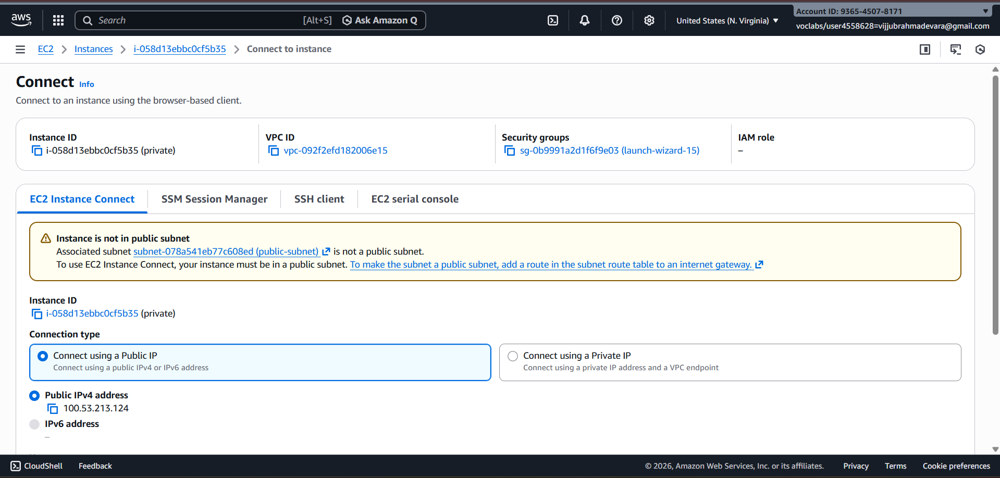 aws
Search [Alt+S] Ask Amazon Q
United States (N. Virginia)
Account ID: 9365-4507-8171
voclabs/user4558628=vijjubrahmadevara@gmail.com
EC2 Instances i-058d13ebbc0cf5b35 Connect to instance
Connect Info
Connect to an instance using the browser-based client.
Instance ID
i-058d13ebbc0cf5b35 (private)
VPC ID
vpc-092f2efd182006e15
Security groups
sg-0b9991a2d1f6f9e03 (launch-wizard-15)
IAM role
–
EC2 Instance Connect SSM Session Manager SSH client EC2 serial console
Instance is not in public subnet
Associated subnet subnet-078a541eb77c608ed (public-subnet) is not a public subnet.
To use EC2 Instance Connect, your instance must be in a public subnet. To make the subnet a public subnet, add a route in the subnet route table to an internet gateway.
Instance ID
i-058d13ebbc0cf5b35 (private)
Connection type
Connect using a Public IP
Connect using a public IPv4 or IPv6 address
Connect using a Private IP
Connect using a private IP address and a VPC endpoint
Public IPv4 address
100.53.213.124
IPv6 address
–
CloudShell Feedback © 2026, Amazon Web Services, Inc. or its affiliates. Privacy Terms Cookie preferences